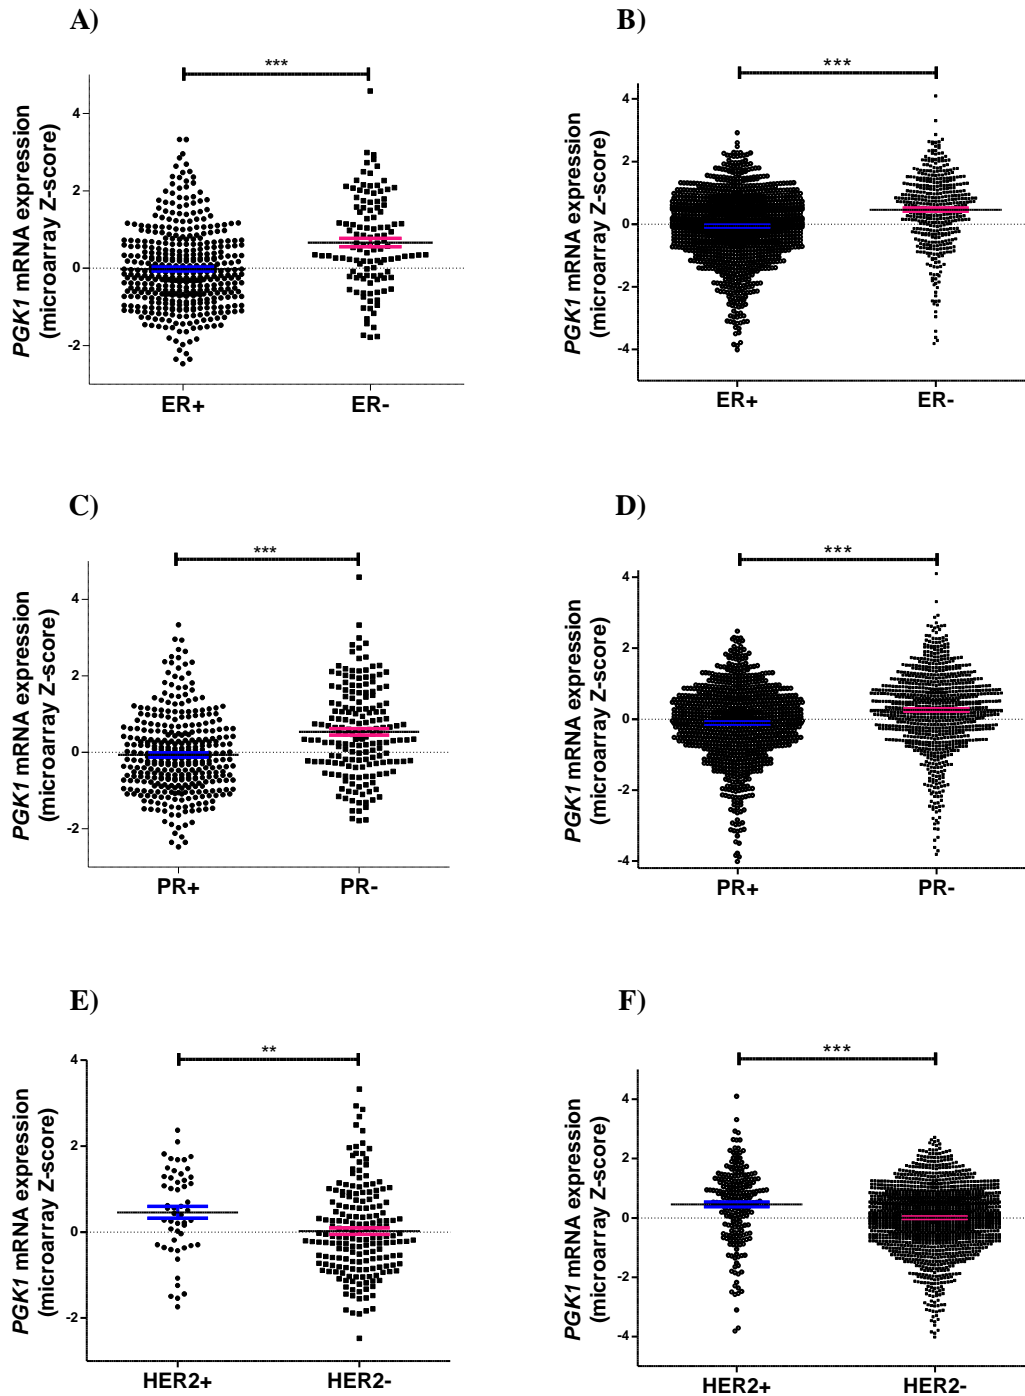 A)
***
PGK1 mRNA expression
(microarray Z-score)
4
2
0
-2
ER+ ER-
B)
***
PGK1 mRNA expression
(microarray Z-score)
4
2
0
-2
-4
ER+ ER-
C)
***
PGK1 mRNA expression
(microarray Z-score)
4
2
0
-2
PR+ PR-
D)
***
PGK1 mRNA expression
(microarray Z-score)
4
2
0
-2
-4
PR+ PR-
E)
**
PGK1 mRNA expression
(microarray Z-score)
4
2
0
-2
HER2+ HER2-
F)
***
PGK1 mRNA expression
(microarray Z-score)
4
2
0
-2
-4
HER2+ HER2-